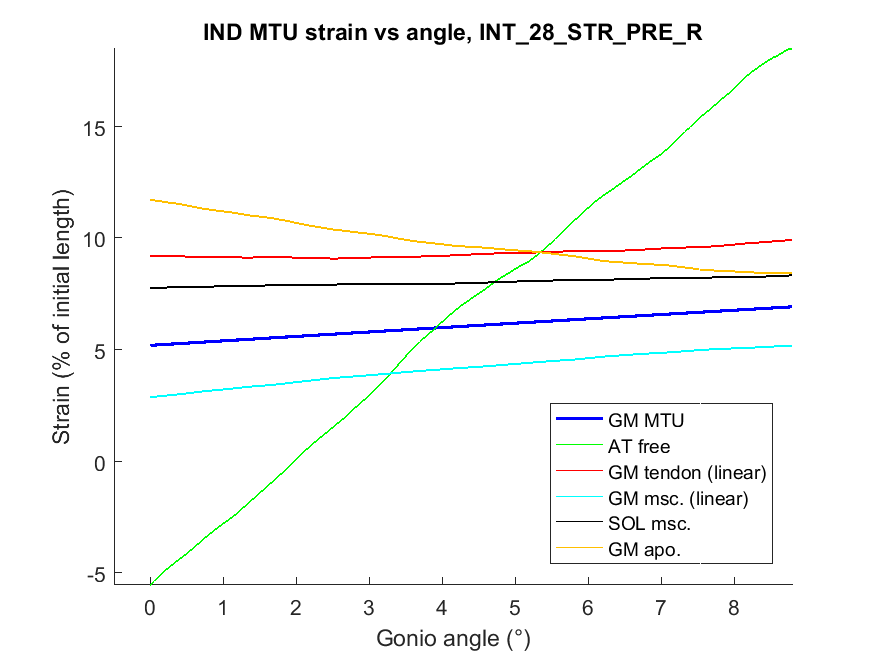 IND MTU strain vs angle, INT_28_STR_PRE_R
Strain (% of initial length)
15
10
5
0
-5
0 1 2 3 4 5 6 7 8
Gonio angle (°)
GM MTU
AT free
GM tendon (linear)
GM msc. (linear)
SOL msc.
GM apo.